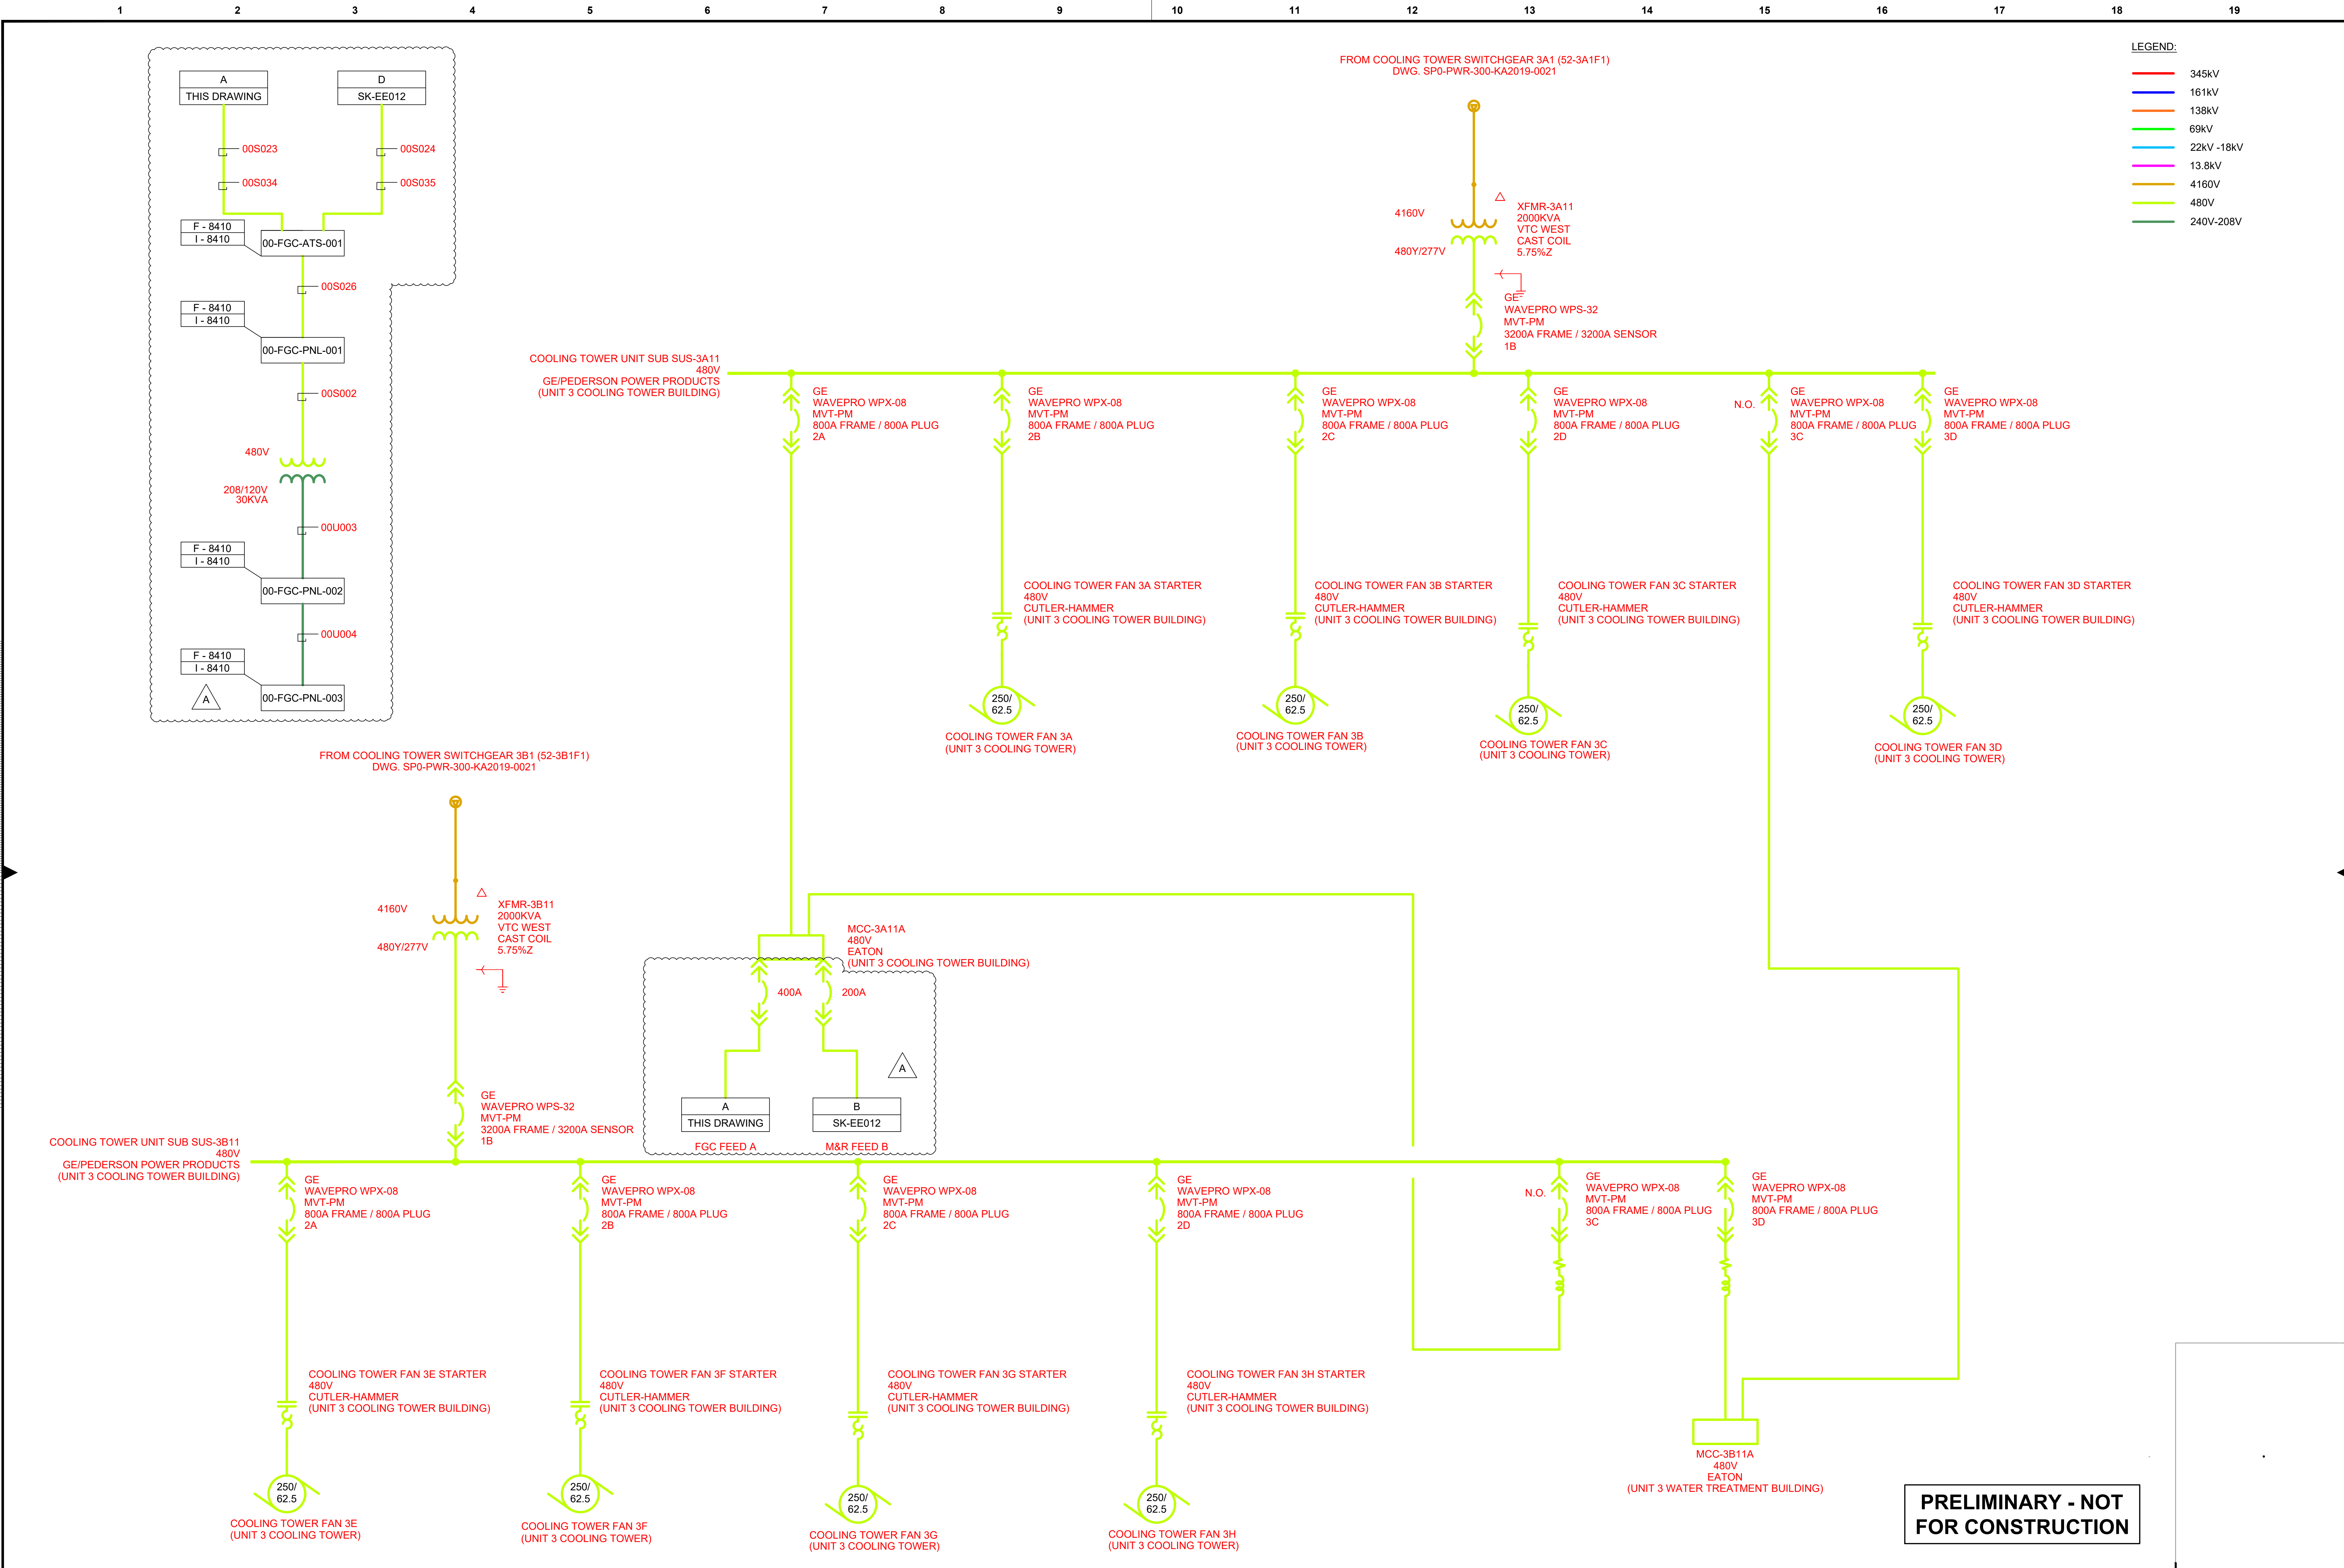 1 2 3 4 5 6 7 8 9 10 11 12 13 14 15 16 17 18 19
LEGEND:
345kV
161kV
138kV
69kV
22kV -18kV
13.8kV
4160V
480V
240V-208V
A
THIS DRAWING
D
SK-EE012
00S023
00S024
00S034
00S035
F - 8410
I - 8410
00-FGC-ATS-001
00S026
F - 8410
I - 8410
00-FGC-PNL-001
00S002
480V
208/120V
30KVA
00U003
F - 8410
I - 8410
00-FGC-PNL-002
00U004
F - 8410
I - 8410
00-FGC-PNL-003
A
FROM COOLING TOWER SWITCHGEAR 3A1 (52-3A1F1)
DWG. SP0-PWR-300-KA2019-0021
4160V
480Y/277V
XFMR-3A11
2000KVA
VTC WEST
CAST COIL
5.75%Z
GE
WAVEPRO WPS-32
MVT-PM
3200A FRAME / 3200A SENSOR
1B
COOLING TOWER UNIT SUB SUS-3A11
480V
GE/PEDERSON POWER PRODUCTS
(UNIT 3 COOLING TOWER BUILDING)
GE
WAVEPRO WPX-08
MVT-PM
800A FRAME / 800A PLUG
2A
GE
WAVEPRO WPX-08
MVT-PM
800A FRAME / 800A PLUG
2B
GE
WAVEPRO WPX-08
MVT-PM
800A FRAME / 800A PLUG
2C
GE
WAVEPRO WPX-08
MVT-PM
800A FRAME / 800A PLUG
2D
N.O.
GE
WAVEPRO WPX-08
MVT-PM
800A FRAME / 800A PLUG
3C
GE
WAVEPRO WPX-08
MVT-PM
800A FRAME / 800A PLUG
3D
COOLING TOWER FAN 3A STARTER
480V
CUTLER-HAMMER
(UNIT 3 COOLING TOWER BUILDING)
COOLING TOWER FAN 3B STARTER
480V
CUTLER-HAMMER
(UNIT 3 COOLING TOWER BUILDING)
COOLING TOWER FAN 3C STARTER
480V
CUTLER-HAMMER
(UNIT 3 COOLING TOWER BUILDING)
COOLING TOWER FAN 3D STARTER
480V
CUTLER-HAMMER
(UNIT 3 COOLING TOWER BUILDING)
250/
62.5
COOLING TOWER FAN 3A
(UNIT 3 COOLING TOWER)
250/
62.5
COOLING TOWER FAN 3B
(UNIT 3 COOLING TOWER)
250/
62.5
COOLING TOWER FAN 3C
(UNIT 3 COOLING TOWER)
250/
62.5
COOLING TOWER FAN 3D
(UNIT 3 COOLING TOWER)
FROM COOLING TOWER SWITCHGEAR 3B1 (52-3B1F1)
DWG. SP0-PWR-300-KA2019-0021
4160V
480Y/277V
XFMR-3B11
2000KVA
VTC WEST
CAST COIL
5.75%Z
MCC-3A11A
480V
EATON
(UNIT 3 COOLING TOWER BUILDING)
400A
200A
A
A
THIS DRAWING
FGC FEED A
B
SK-EE012
M&R FEED B
GE
WAVEPRO WPS-32
MVT-PM
3200A FRAME / 3200A SENSOR
1B
COOLING TOWER UNIT SUB SUS-3B11
480V
GE/PEDERSON POWER PRODUCTS
(UNIT 3 COOLING TOWER BUILDING)
GE
WAVEPRO WPX-08
MVT-PM
800A FRAME / 800A PLUG
2A
GE
WAVEPRO WPX-08
MVT-PM
800A FRAME / 800A PLUG
2B
GE
WAVEPRO WPX-08
MVT-PM
800A FRAME / 800A PLUG
2C
GE
WAVEPRO WPX-08
MVT-PM
800A FRAME / 800A PLUG
2D
N.O.
GE
WAVEPRO WPX-08
MVT-PM
800A FRAME / 800A PLUG
3C
GE
WAVEPRO WPX-08
MVT-PM
800A FRAME / 800A PLUG
3D
COOLING TOWER FAN 3E STARTER
480V
CUTLER-HAMMER
(UNIT 3 COOLING TOWER BUILDING)
COOLING TOWER FAN 3F STARTER
480V
CUTLER-HAMMER
(UNIT 3 COOLING TOWER BUILDING)
COOLING TOWER FAN 3G STARTER
480V
CUTLER-HAMMER
(UNIT 3 COOLING TOWER BUILDING)
COOLING TOWER FAN 3H STARTER
480V
CUTLER-HAMMER
(UNIT 3 COOLING TOWER BUILDING)
250/
62.5
COOLING TOWER FAN 3E
(UNIT 3 COOLING TOWER)
250/
62.5
COOLING TOWER FAN 3F
(UNIT 3 COOLING TOWER)
250/
62.5
COOLING TOWER FAN 3G
(UNIT 3 COOLING TOWER)
250/
62.5
COOLING TOWER FAN 3H
(UNIT 3 COOLING TOWER)
MCC-3B11A
480V
EATON
(UNIT 3 WATER TREATMENT BUILDING)
PRELIMINARY - NOT
FOR CONSTRUCTION